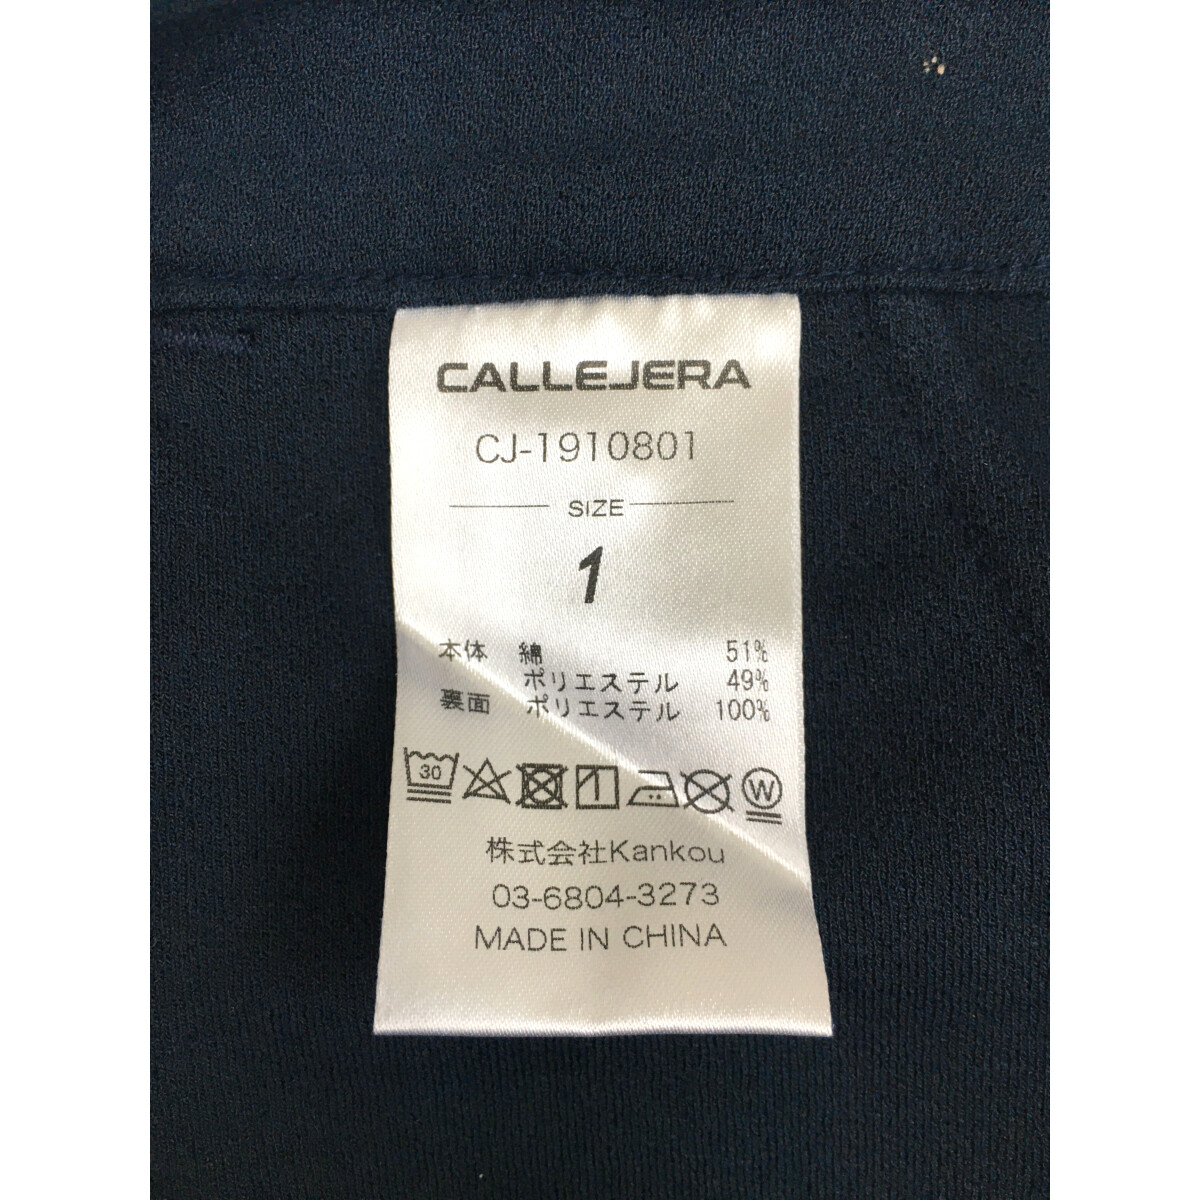 CALLEJERA
CJ-1910801
SIZE
1
本体 綿 51%
ポリエステル 49%
裏面 ポリエステル 100%
30
W
株式会社Kankou
03-6804-3273
MADE IN CHINA